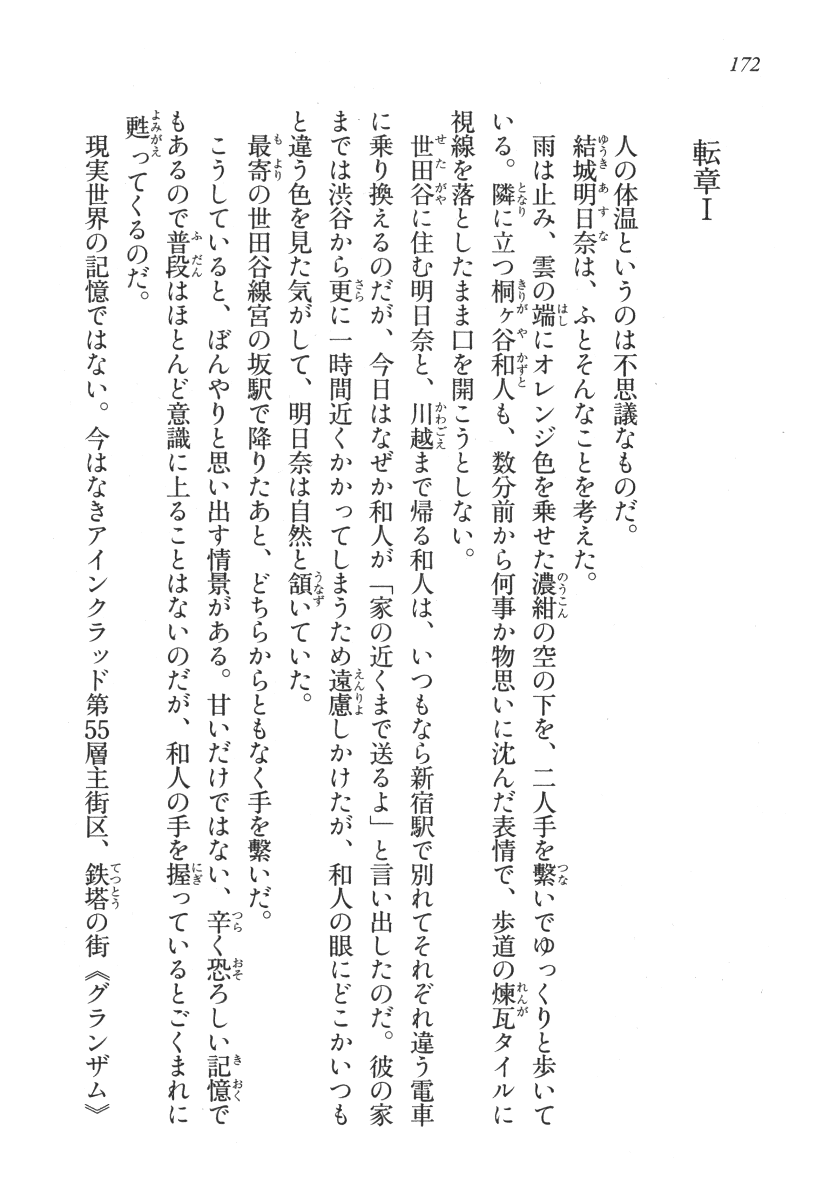 172
転章Ⅰ
人の体温というのは不思議なものだ。
結城明日奈は、ふとそんなことを考えた。
雨は止み、雲の端にオレンジ色を乗せた濃紺の空の下を、二人手を繋いでゆっくりと歩いて
いる。隣に立つ桐ヶ谷和人も、数分前から何事か物思いに沈んだ表情で、歩道の煉瓦タイルに
視線を落としたまま口を開こうとしない。
世田谷に住む明日奈と、川越まで帰る和人は、いつもなら新宿駅で別れてそれぞれ違う電車
に乗り換えるのだが、今日はなぜか和人が「家の近くまで送るよ」と言い出したのだ。彼の家
までは渋谷から更に一時間近くかかってしまうため遠慮しかけたが、和人の眼にどこかいつも
と違う色を見た気がして、明日奈は自然と頷いていた。
最寄の世田谷線宮の坂駅で降りたあと、どちらからともなく手を繋いだ。
こうしていると、ぼんやりと思い出す情景がある。甘いだけではない、辛く恐ろしい記憶で
もあるので普段はほとんど意識に上ることはないのだが、和人の手を握っているとごくまれに
甦ってくるのだ。
現実世界の記憶ではない。今はなきアインクラッド第55層主街区、鉄塔の街《グランザム》